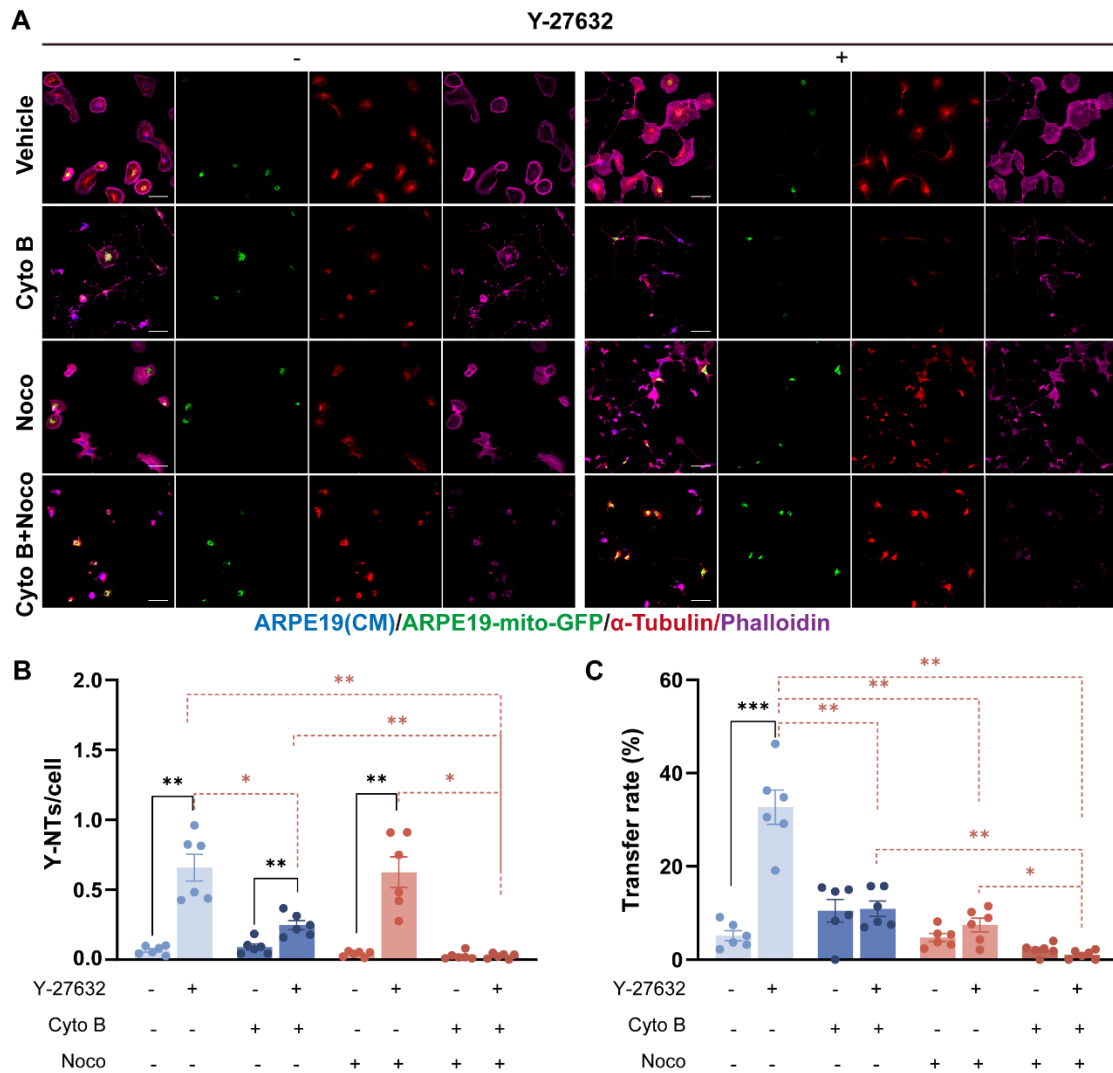 A
Y-27632
- +
Vehicle
Cyto B
Noco
Cyto B+Noco
ARPE19(CM)/ARPE19-mito-GFP/α-Tubulin/Phalloidin
B
Y-NTs/cell
2.0
1.5
1.0
0.5
0.0
**
**
**
*
**
*
**
Y-27632 - + - + - + - +
Cyto B - - + + - - + +
Noco - - - - + + + +
C
Transfer rate (%)
60
40
20
0
**
**
***
**
**
*
Y-27632 - + - + - + - +
Cyto B - - + + - - + +
Noco - - - - + + + +